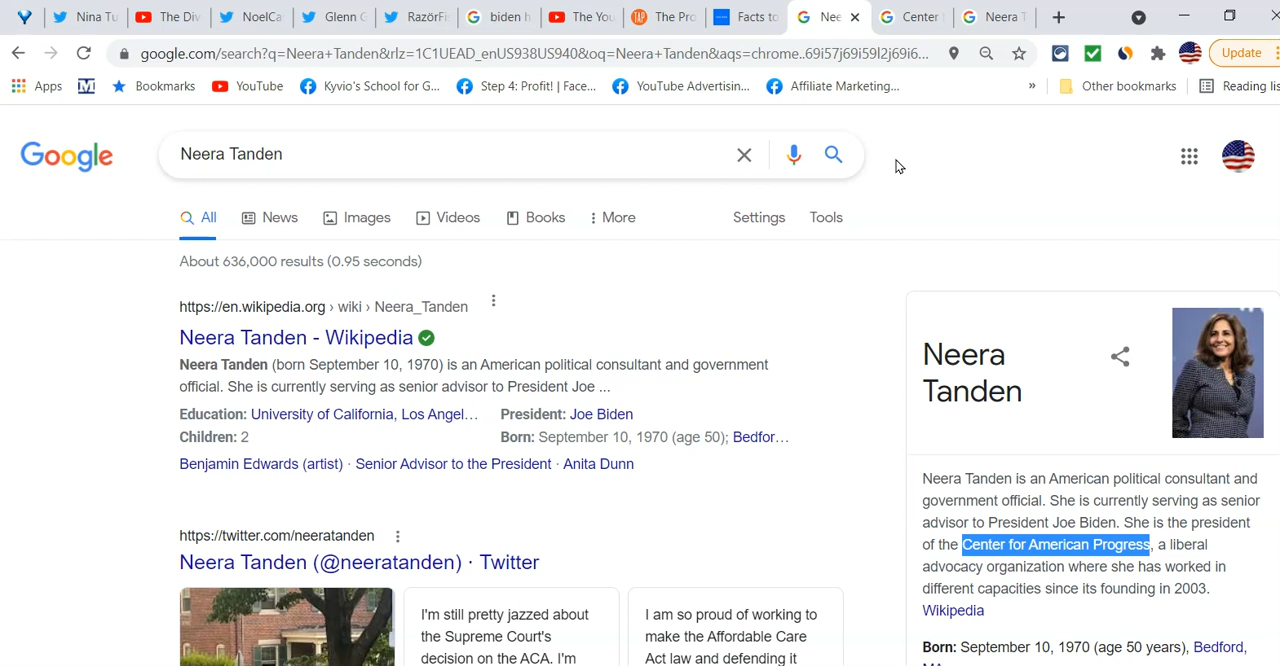 Nina Tu
The Div
NoelCa
Glenn G
RazörFi
biden h
The You
The Pro
Facts to
Nee
Center
Neera T
google.com/search?q=Neera+Tanden&rlz=1C1UEAD_enUS938US940&oq=Neera+Tanden&aqs=chrome..69i57j69i59l2j69i6...
Update
Apps
Bookmarks
YouTube
Kyvio's School for G...
Step 4: Profit! | Face...
YouTube Advertisin...
Affiliate Marketing...
»
Other bookmarks
Reading lis
Google
Neera Tanden
All
News
Images
Videos
Books
More
Settings
Tools
About 636,000 results (0.95 seconds)
https://en.wikipedia.org › wiki › Neera_Tanden
Neera Tanden - Wikipedia
Neera Tanden (born September 10, 1970) is an American political consultant and government
official. She is currently serving as senior advisor to President Joe ...
Education: University of California, Los Angel...
President: Joe Biden
Children: 2
Born: September 10, 1970 (age 50); Bedfor...
Benjamin Edwards (artist) · Senior Advisor to the President · Anita Dunn
https://twitter.com/neeratanden
Neera Tanden (@neeratanden) · Twitter
I'm still pretty jazzed about
the Supreme Court's
decision on the ACA. I'm
I am so proud of working to
make the Affordable Care
Act law and defending it
Neera
Tanden
Neera Tanden is an American political consultant and
government official. She is currently serving as senior
advisor to President Joe Biden. She is the president
of the Center for American Progress, a liberal
advocacy organization where she has worked in
different capacities since its founding in 2003.
Wikipedia
Born: September 10, 1970 (age 50 years), Bedford,